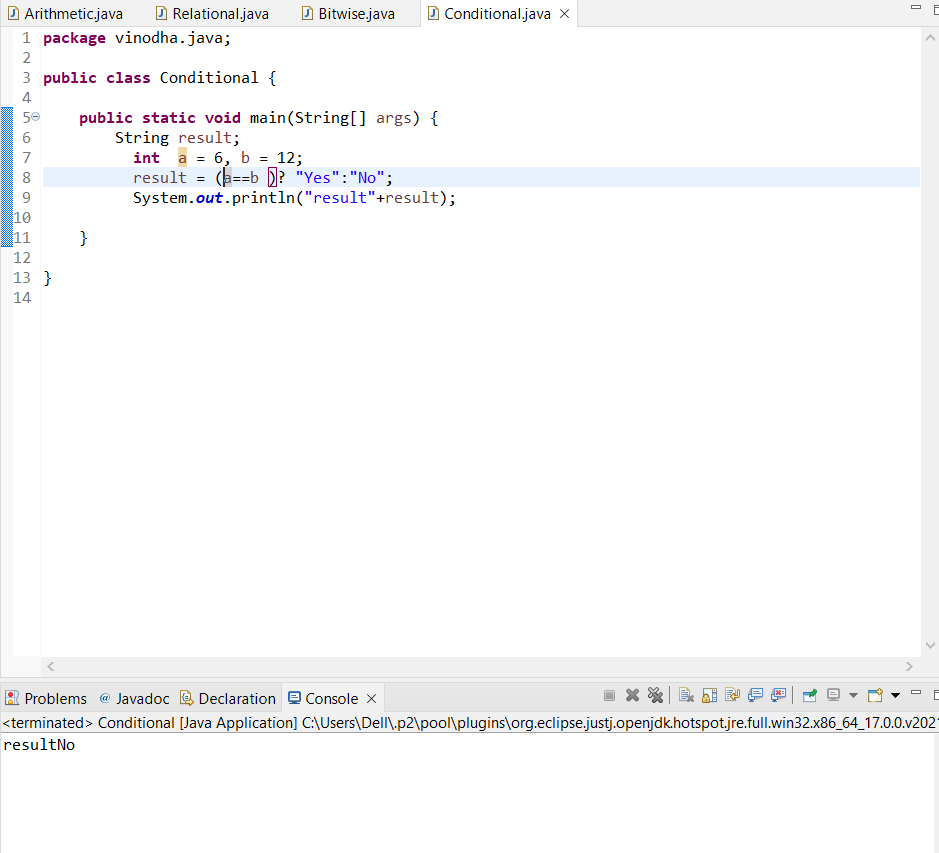 Arithmetic.java Relational.java Bitwise.java Conditional.java
1 package vinodha.java;
2
3 public class Conditional {
4
5 public static void main(String[] args) {
6 String result;
7 int a = 6, b = 12;
8 result = (a==b )? "Yes":"No";
9 System.out.println("result"+result);
10
11 }
12
13 }
14
Problems @ Javadoc Declaration Console
<terminated> Conditional [Java Application] C:\Users\Dell\.p2\pool\plugins\org.eclipse.justj.openjdk.hotspot.jre.full.win32.x86_64_17.0.0.v2021
resultNo